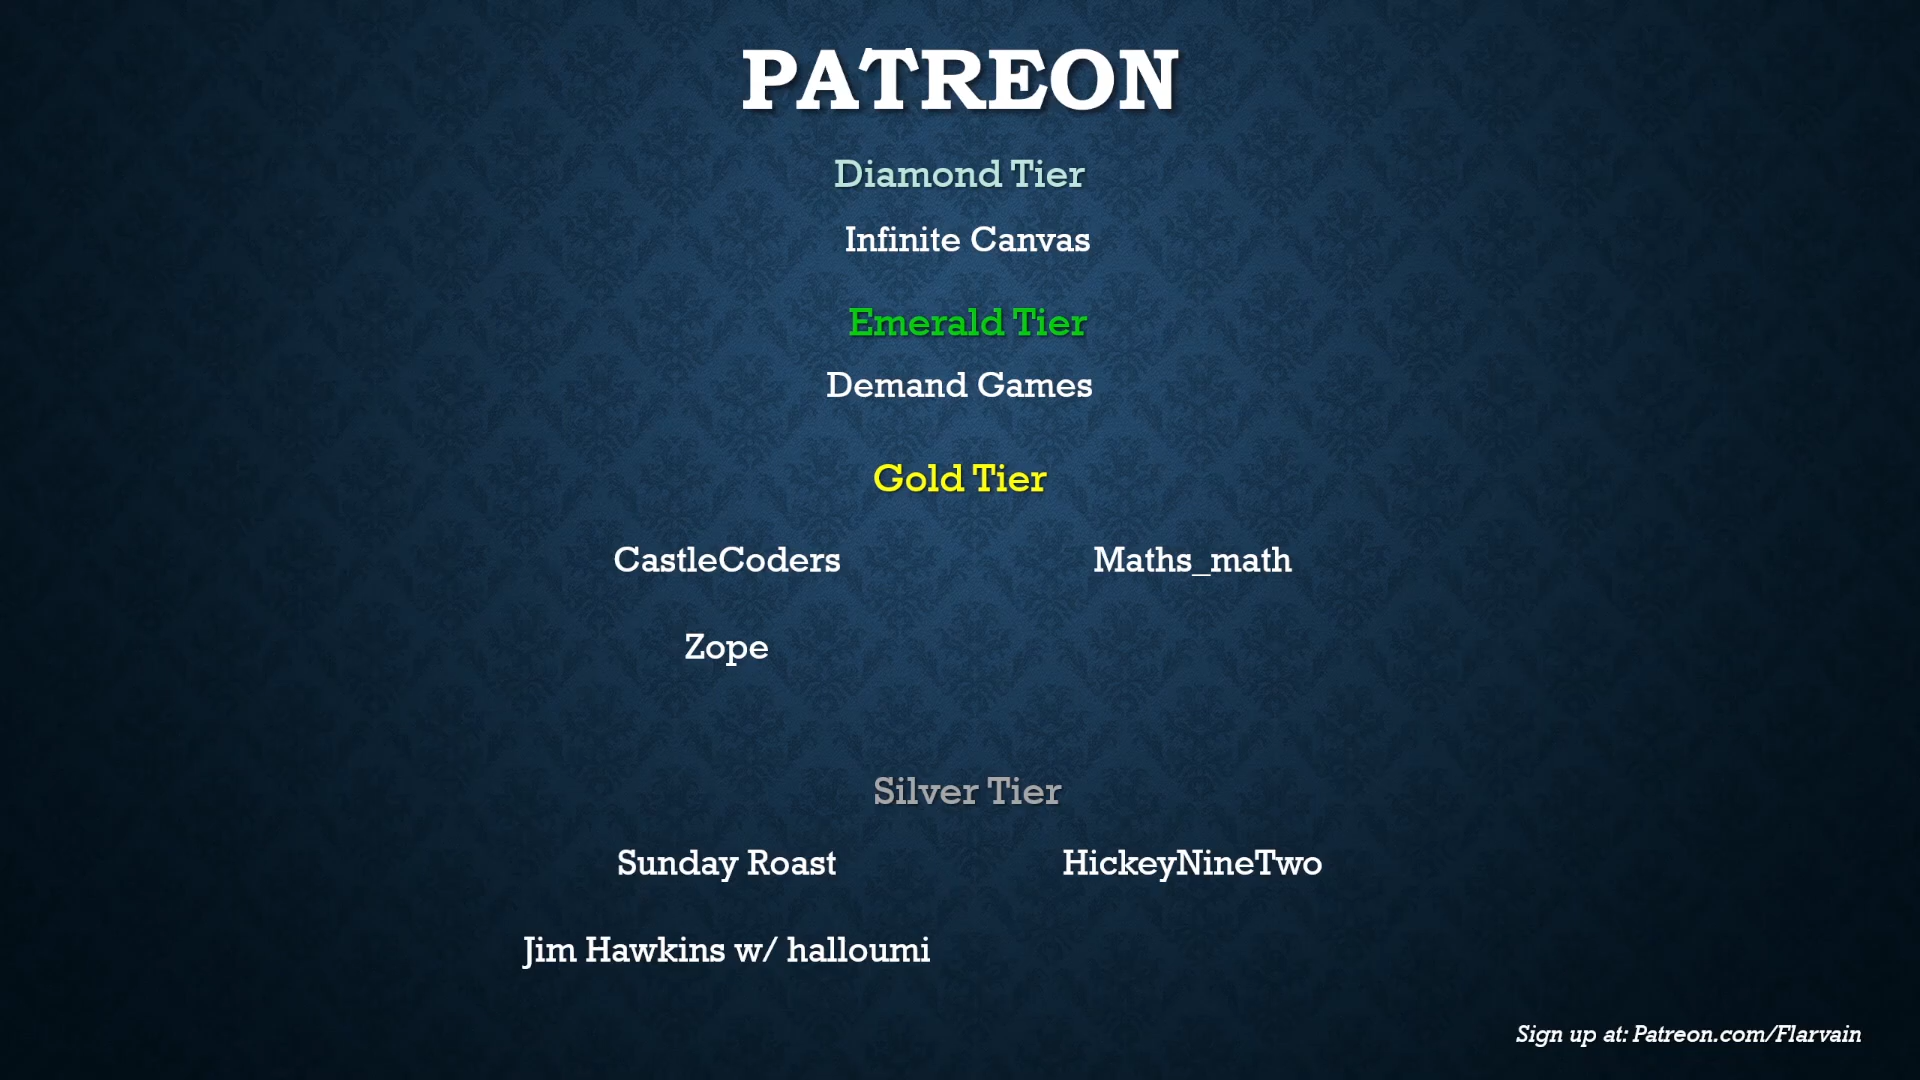 PATREON
Diamond Tier
Infinite Canvas
Emerald Tier
Demand Games
Gold Tier
CastleCoders Maths_math
Zope
Silver Tier
Sunday Roast HickeyNineTwo
Jim Hawkins w/ halloumi
Sign up at: Patreon.com/Flarvain